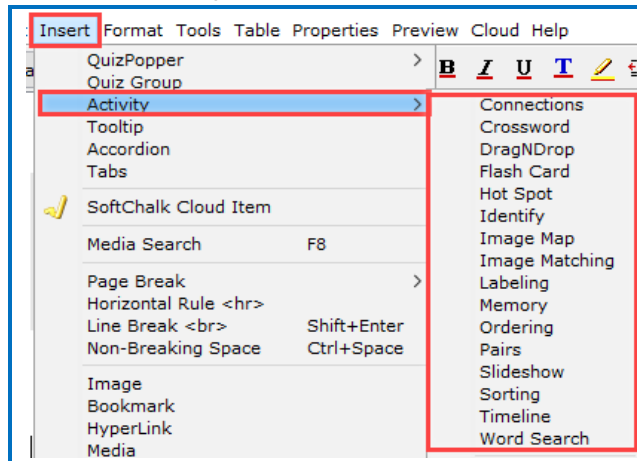 Insert Format Tools Table Properties Preview Cloud Help
QuizPopper >
B I U T
Quiz Group
Activity >
Tooltip
Accordion
Tabs
SoftChalk Cloud Item
Media Search F8
Page Break >
Horizontal Rule <hr>
Line Break <br> Shift+Enter
Non-Breaking Space Ctrl+Space
Image
Bookmark
HyperLink
Media
Connections
Crossword
DragNDrop
Flash Card
Hot Spot
Identify
Image Map
Image Matching
Labeling
Memory
Ordering
Pairs
Slideshow
Sorting
Timeline
Word Search